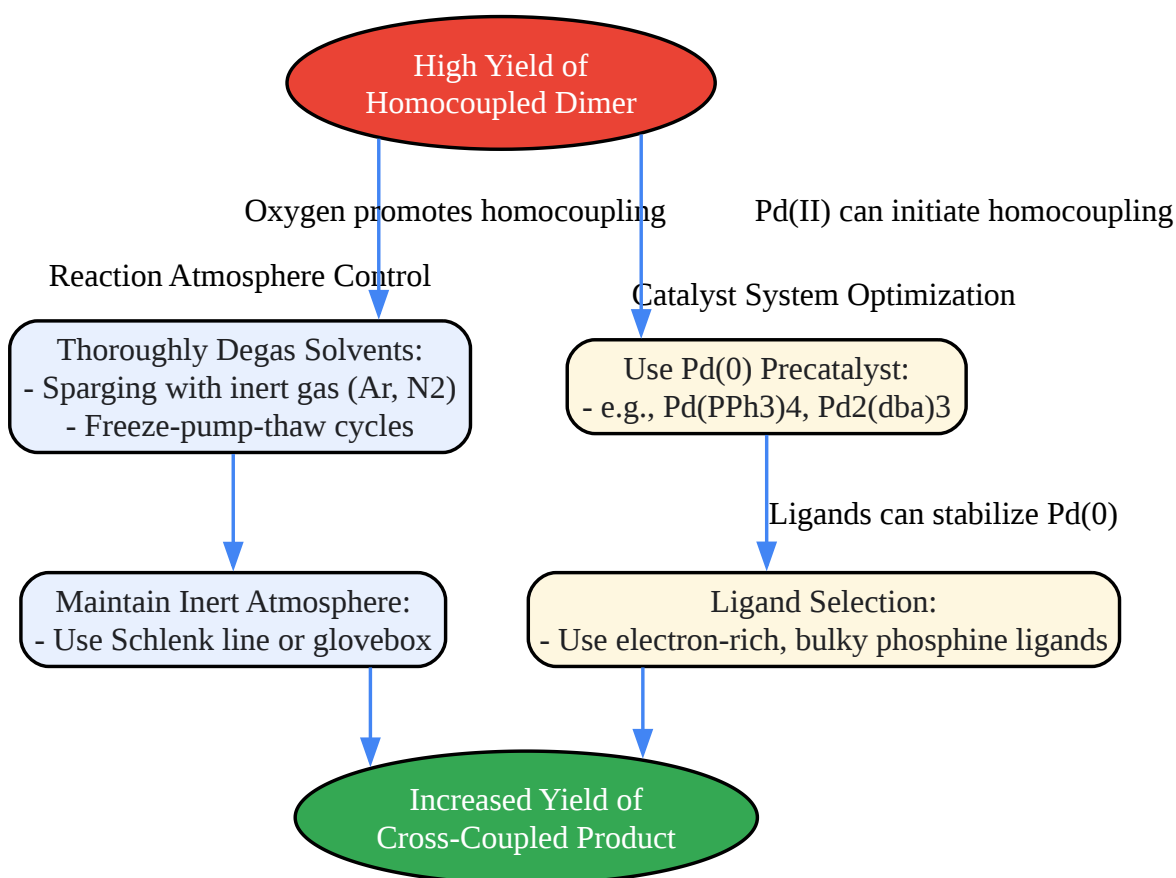 High Yield of
Homocoupled Dimer
Oxygen promotes homocoupling
Pd(II) can initiate homocoupling
Reaction Atmosphere Control
Catalyst System Optimization
Thoroughly Degas Solvents:
- Sparging with inert gas (Ar, N2)
- Freeze-pump-thaw cycles
Use Pd(0) Precatalyst:
- e.g., Pd(PPh3)4, Pd2(dba)3
Ligands can stabilize Pd(0)
Maintain Inert Atmosphere:
- Use Schlenk line or glovebox
Ligand Selection:
- Use electron-rich, bulky phosphine ligands
Increased Yield of
Cross-Coupled Product